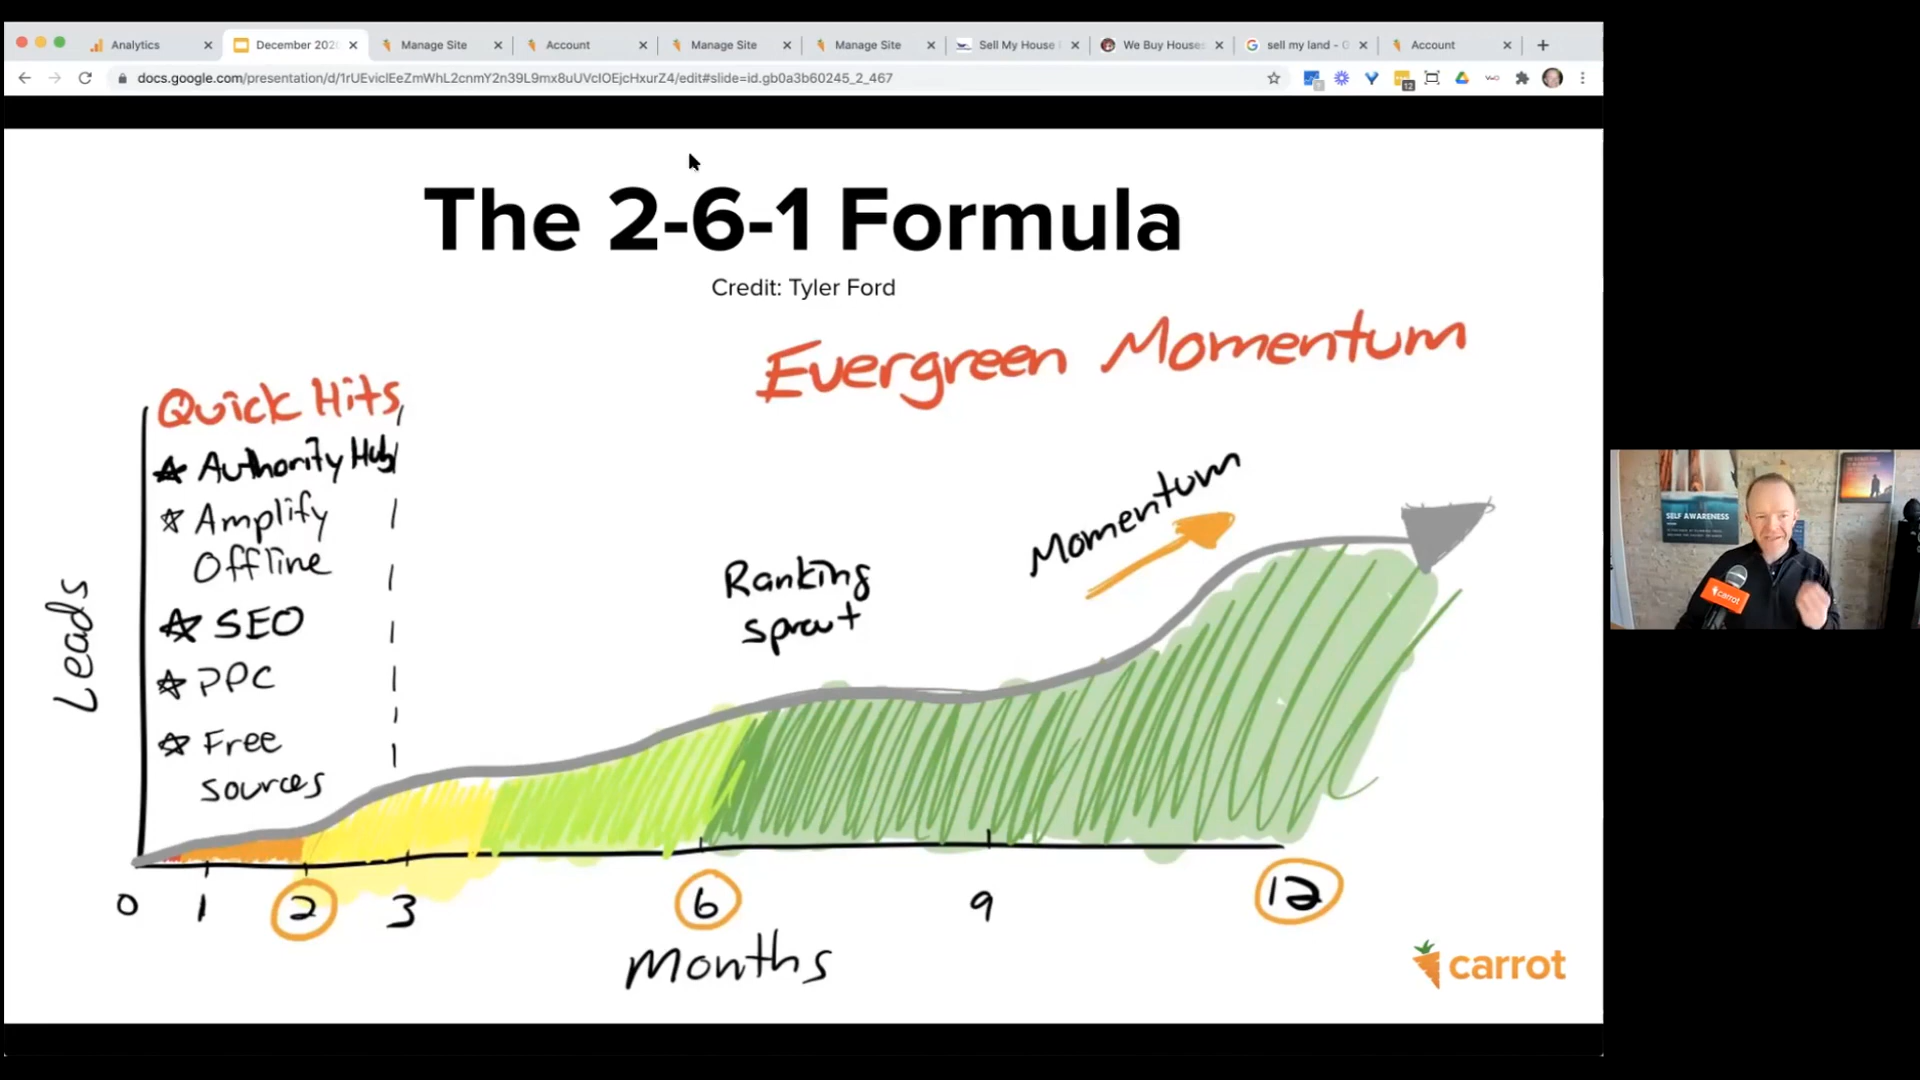 Analytics
December 202
Manage Site
Account
Manage Site
Manage Site
Sell My House
We Buy Houses
sell my land - G
Account
docs.google.com/presentation/d/1rUEviclEeZmWhL2cnmY2n39L9mx8uUVcIOEjcHxurZ4/edit#slide=id.gb0a3b60245_2_467
12
The 2-6-1 Formula
Credit: Tyler Ford
Evergreen Momentum
Quick Hits
Authority Hub
Amplify
Offline
SEO
PPC
Free
sources
Leads
Ranking
sprout
Momentum
0 1 2 3 6 9 12
Months
carrot
SELF AWARENESS
carrot